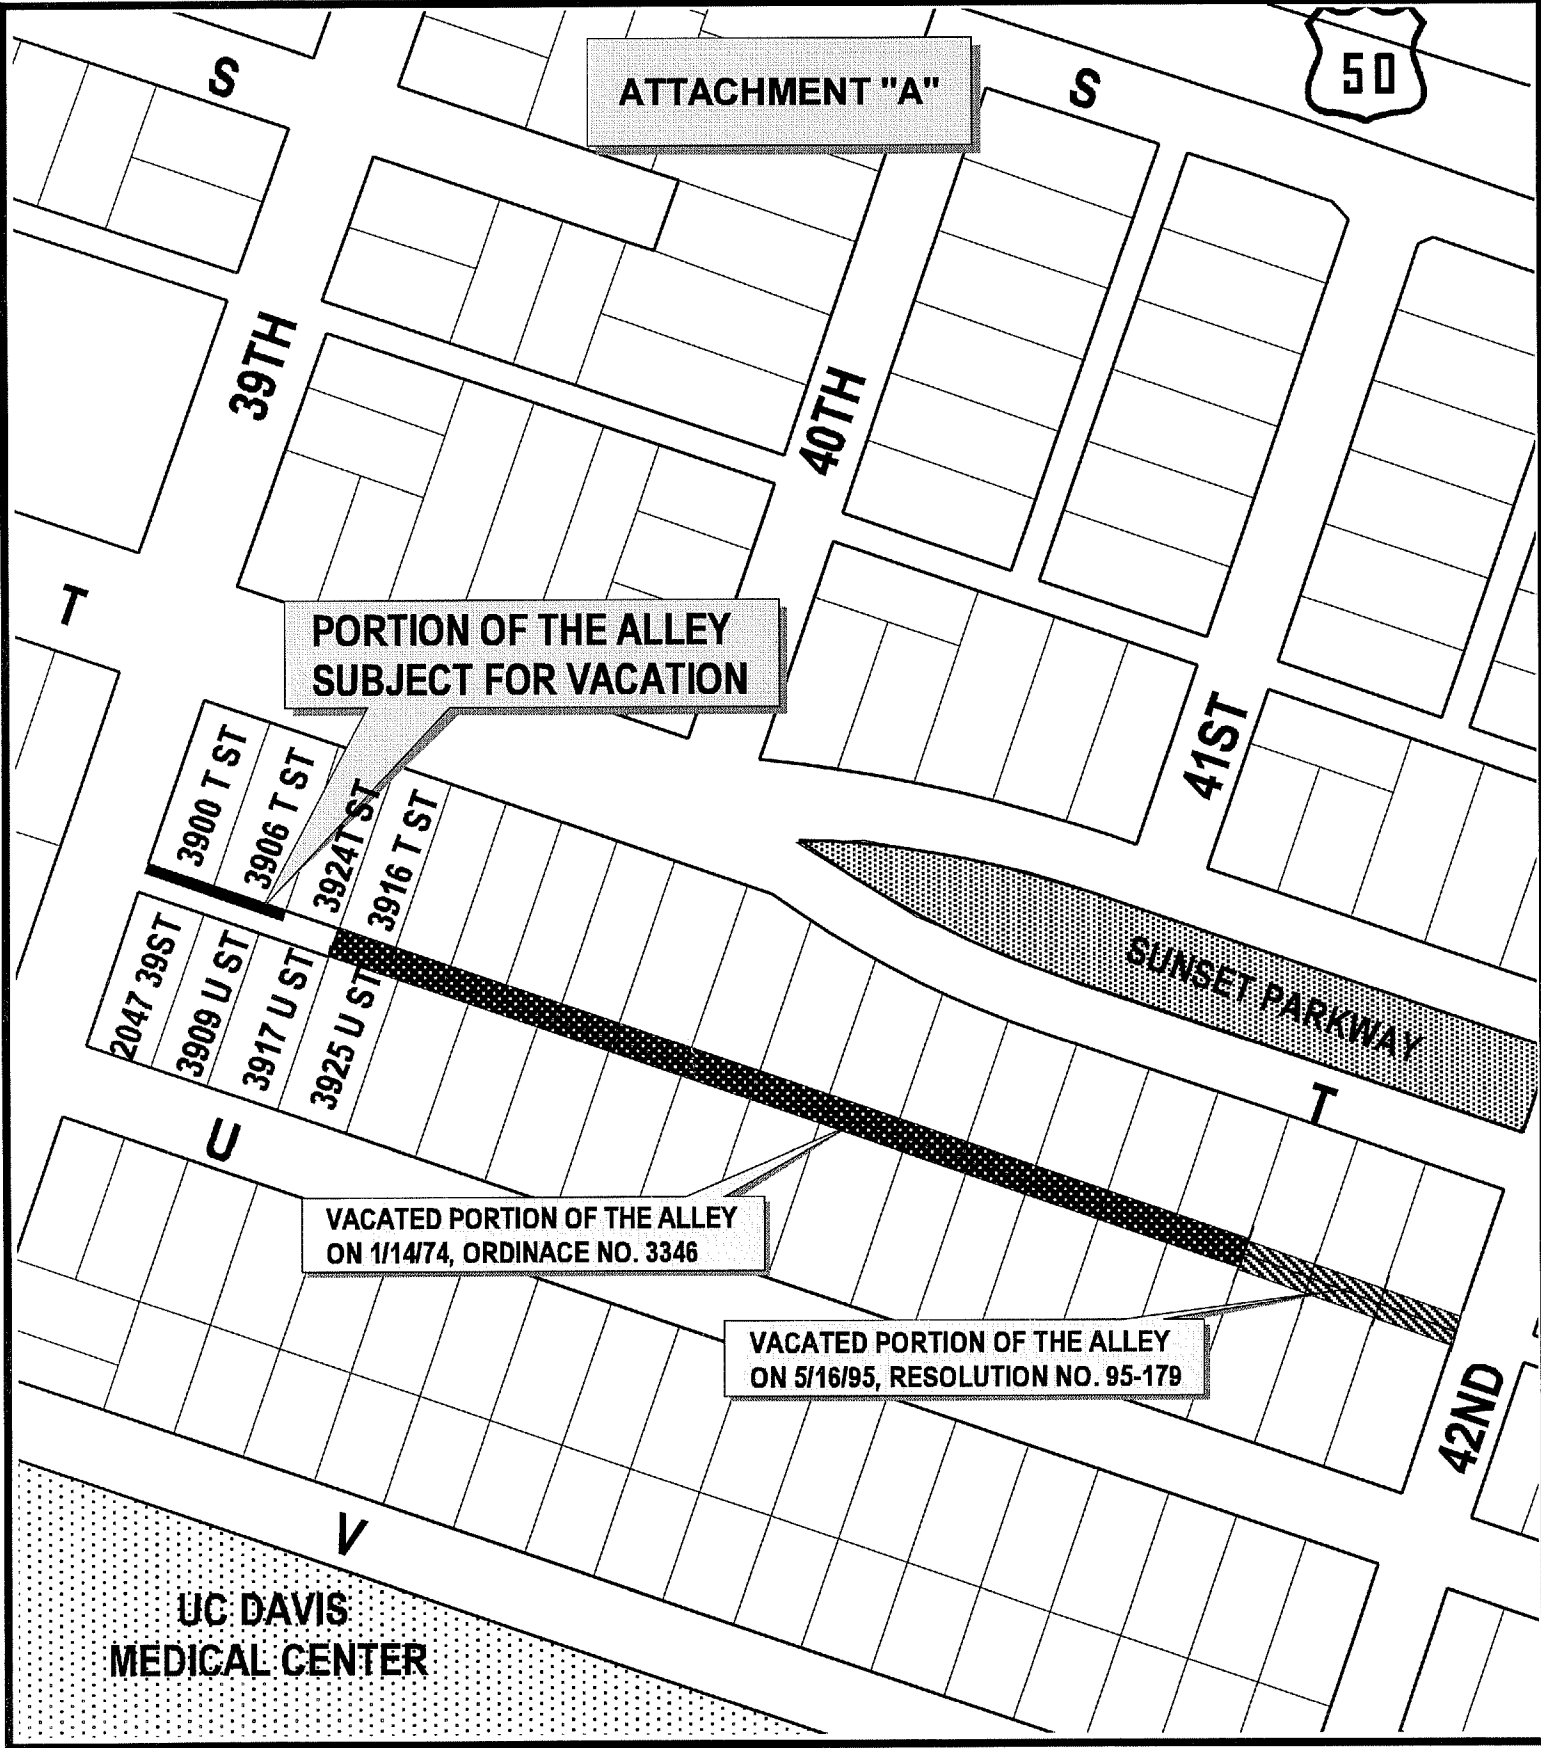 S
ATTACHMENT "A"
S
50
39TH
40TH
T
PORTION OF THE ALLEY
SUBJECT FOR VACATION
41ST
3900 T ST
3906 T ST
3924T ST
3916 T ST
2047 39ST
3909 U ST
3917 U ST
3925 U ST
SUNSET PARKWAY
T
U
VACATED PORTION OF THE ALLEY
ON 1/14/74, ORDINACE NO. 3346
VACATED PORTION OF THE ALLEY
ON 5/16/95, RESOLUTION NO. 95-179
42ND
V
UC DAVIS
MEDICAL CENTER